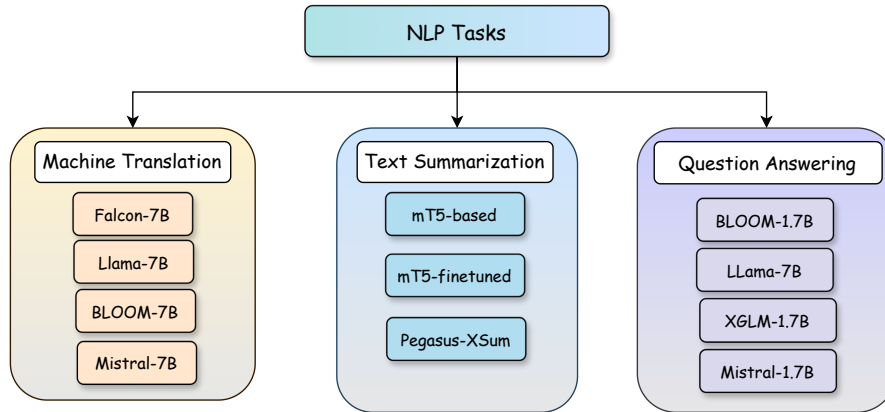 NLP Tasks
Machine Translation
Falcon-7B
Llama-7B
BLOOM-7B
Mistral-7B
Text Summarization
mT5-based
mT5-finetuned
Pegasus-XSum
Question Answering
BLOOM-1.7B
LLama-7B
XGLM-1.7B
Mistral-1.7B